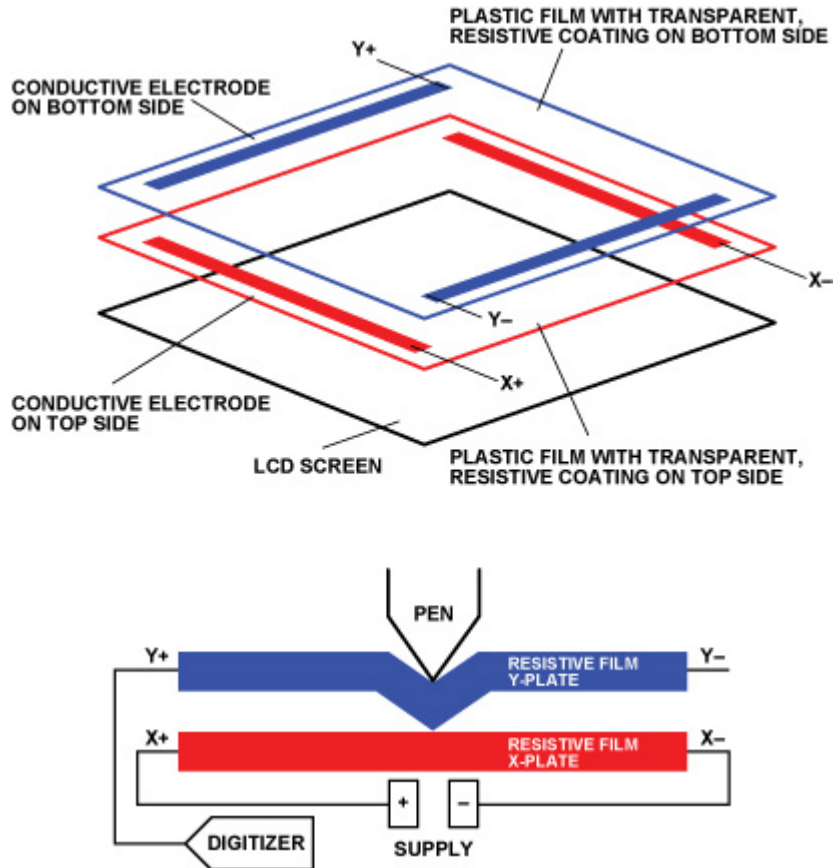 PLASTIC FILM WITH TRANSPARENT,
RESISTIVE COATING ON BOTTOM SIDE
Y+
CONDUCTIVE ELECTRODE
ON BOTTOM SIDE
X–
Y–
X+
CONDUCTIVE ELECTRODE
ON TOP SIDE
LCD SCREEN
PLASTIC FILM WITH TRANSPARENT,
RESISTIVE COATING ON TOP SIDE
PEN
Y+
RESISTIVE FILM
Y-PLATE
Y–
X+
RESISTIVE FILM
X-PLATE
X–
+
–
DIGITIZER
SUPPLY